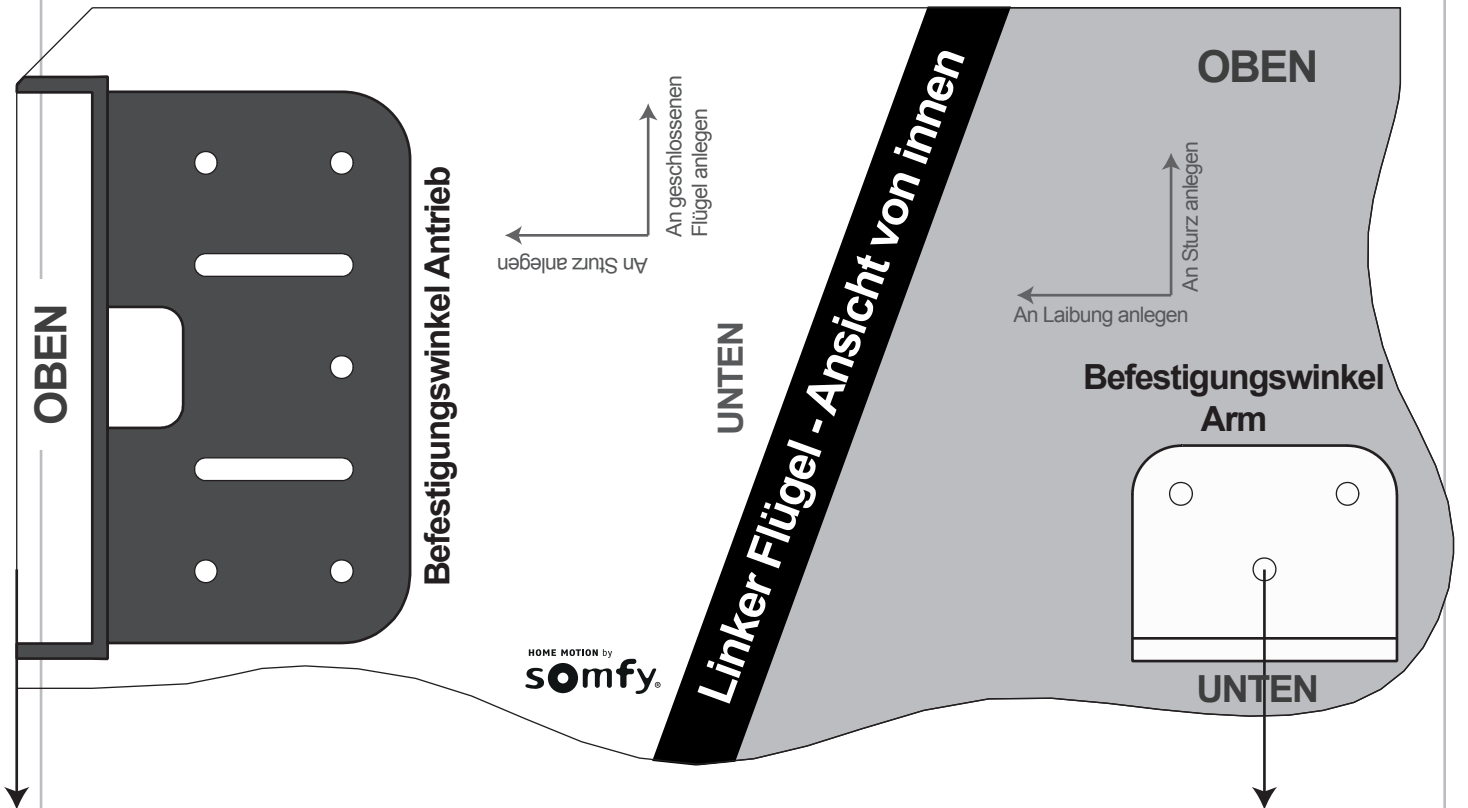 OBEN
Befestigungswinkel Antrieb
An geschlossenen
Flügel anlegen
An Sturz anlegen
UNTEN
HOME MOTION by
somfy®
Linker Flügel - Ansicht von innen
OBEN
An Sturz anlegen
An Laibung anlegen
Befestigungswinkel
Arm
UNTEN